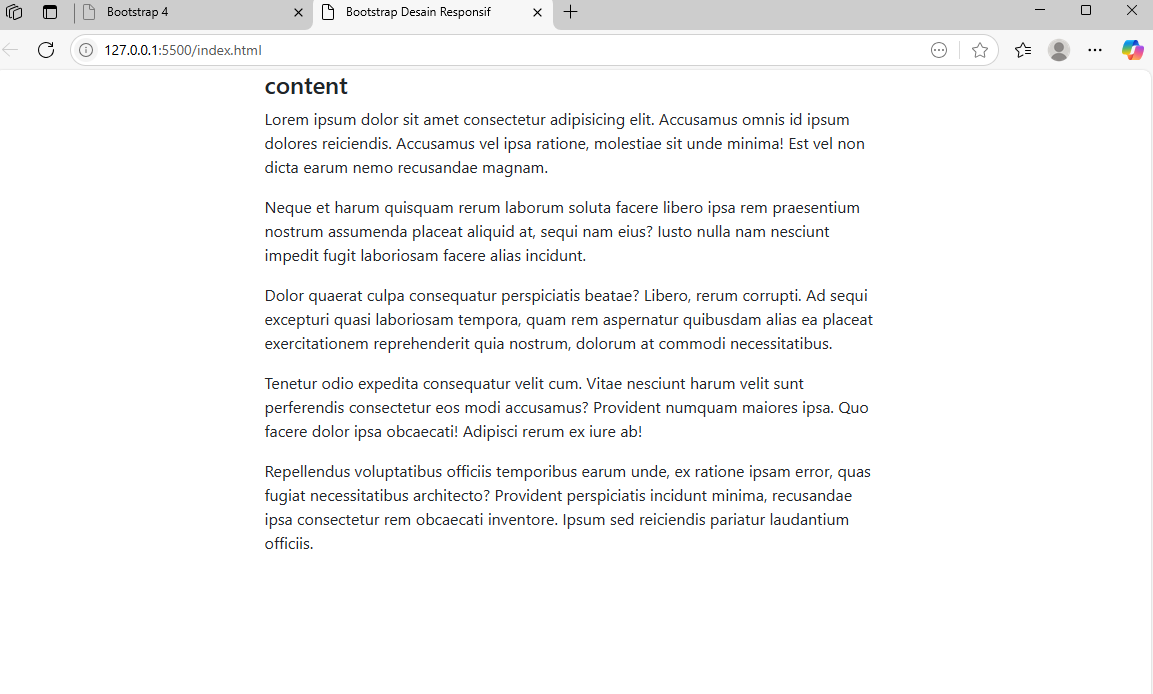 Bootstrap 4
Bootstrap Desain Responsif
127.0.0.1:5500/index.html
content
Lorem ipsum dolor sit amet consectetur adipisicing elit. Accusamus omnis id ipsum
dolores reiciendis. Accusamus vel ipsa ratione, molestiae sit unde minima! Est vel non
dicta earum nemo recusandae magnam.
Neque et harum quisquam rerum laborum soluta facere libero ipsa rem praesentium
nostrum assumenda placeat aliquid at, sequi nam eius? Iusto nulla nam nesciunt
impedit fugit laboriosam facere alias incidunt.
Dolor quaerat culpa consequatur perspiciatis beatae? Libero, rerum corrupti. Ad sequi
excepturi quasi laboriosam tempora, quam rem aspernatur quibusdam alias ea placeat
exercitationem reprehenderit quia nostrum, dolorum at commodi necessitatibus.
Tenetur odio expedita consequatur velit cum. Vitae nesciunt harum velit sunt
perferendis consectetur eos modi accusamus? Provident numquam maiores ipsa. Quo
facere dolor ipsa obcaecati! Adipisci rerum ex iure ab!
Repellendus voluptatibus officiis temporibus earum unde, ex ratione ipsam error, quas
fugiat necessitatibus architecto? Provident perspiciatis incidunt minima, recusandae
ipsa consectetur rem obcaecati inventore. Ipsum sed reiciendis pariatur laudantium
officiis.